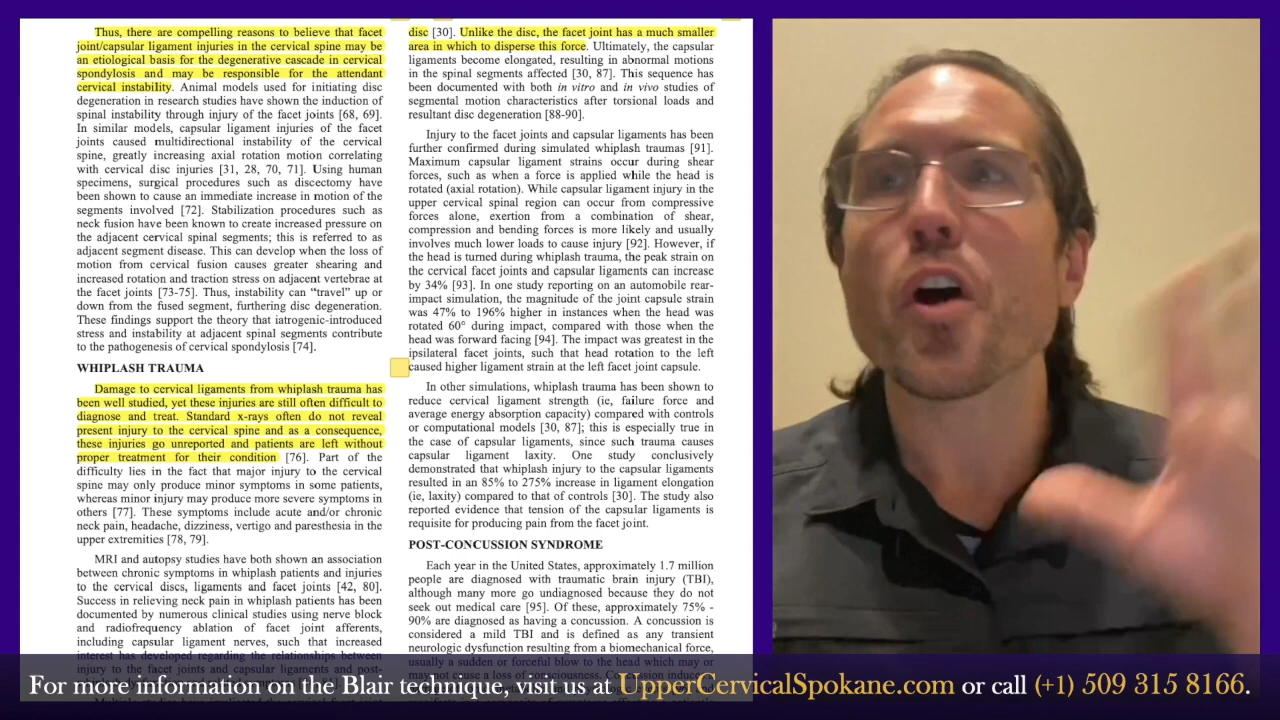 Thus, there are compelling reasons to believe that facet
joint/capsular ligament injuries in the cervical spine may be
an etiological basis for the degenerative cascade in cervical
spondylosis and may be responsible for the attendant
cervical instability. Animal models used for initiating disc
degeneration in research studies have shown the induction of
spinal instability through injury of the facet joints [68, 69].
In similar models, capsular ligament injuries of the facet
joints caused multidirectional instability of the cervical
spine, greatly increasing axial rotation motion correlating
with cervical disc injuries [31, 28, 70, 71]. Using human
specimens, surgical procedures such as discectomy have
been shown to cause an immediate increase in motion of the
segments involved [72]. Stabilization procedures such as
neck fusion have been known to create increased pressure on
the adjacent cervical spinal segments; this is referred to as
adjacent segment disease. This can develop when the loss of
motion from cervical fusion causes greater shearing and
increased rotation and traction stress on adjacent vertebrae at
the facet joints [73-75]. Thus, instability can “travel” up or
down from the fused segment, furthering disc degeneration.
These findings support the theory that iatrogenic-introduced
stress and instability at adjacent spinal segments contribute
to the pathogenesis of cervical spondylosis [74].
WHIPLASH TRAUMA
Damage to cervical ligaments from whiplash trauma has
been well studied, yet these injuries are still often difficult to
diagnose and treat. Standard x-rays often do not reveal
present injury to the cervical spine and as a consequence,
these injuries go unreported and patients are left without
proper treatment for their condition [76]. Part of the
difficulty lies in the fact that major injury to the cervical
spine may only produce minor symptoms in some patients,
whereas minor injury may produce more severe symptoms in
others [77]. These symptoms include acute and/or chronic
neck pain, headache, dizziness, vertigo and paresthesia in the
upper extremities [78, 79].
MRI and autopsy studies have both shown an association
between chronic symptoms in whiplash patients and injuries
to the cervical discs, ligaments and facet joints [42, 80].
Success in relieving neck pain in whiplash patients has been
documented by numerous clinical studies using nerve block
and radiofrequency ablation of facet joint afferents,
including capsular ligament nerves, such that increased
interest has developed regarding the relationships between
injury to the facet joints and capsular ligaments and post-
disc [30]. Unlike the disc, the facet joint has a much smaller
area in which to disperse this force. Ultimately, the capsular
ligaments become elongated, resulting in abnormal motions
in the spinal segments affected [30, 87]. This sequence has
been documented with both in vitro and in vivo studies of
segmental motion characteristics after torsional loads and
resultant disc degeneration [88-90].
Injury to the facet joints and capsular ligaments has been
further confirmed during simulated whiplash traumas [91].
Maximum capsular ligament strains occur during shear
forces, such as when a force is applied while the head is
rotated (axial rotation). While capsular ligament injury in the
upper cervical spinal region can occur from compressive
forces alone, exertion from a combination of shear,
compression and bending forces is more likely and usually
involves much lower loads to cause injury [92]. However, if
the head is turned during whiplash trauma, the peak strain on
the cervical facet joints and capsular ligaments can increase
by 34% [93]. In one study reporting on an automobile rear-
impact simulation, the magnitude of the joint capsule strain
was 47% to 196% higher in instances when the head was
rotated 60° during impact, compared with those when the
head was forward facing [94]. The impact was greatest in the
ipsilateral facet joints, such that head rotation to the left
caused higher ligament strain at the left facet joint capsule.
In other simulations, whiplash trauma has been shown to
reduce cervical ligament strength (ie, failure force and
average energy absorption capacity) compared with controls
or computational models [30, 87]; this is especially true in
the case of capsular ligaments, since such trauma causes
capsular ligament laxity. One study conclusively
demonstrated that whiplash injury to the capsular ligaments
resulted in an 85% to 275% increase in ligament elongation
(ie, laxity) compared to that of controls [30]. The study also
reported evidence that tension of the capsular ligaments is
requisite for producing pain from the facet joint.
POST-CONCUSSION SYNDROME
Each year in the United States, approximately 1.7 million
people are diagnosed with traumatic brain injury (TBI),
although many more go undiagnosed because they do not
seek out medical care [95]. Of these, approximately 75% -
90% are diagnosed as having a concussion. A concussion is
considered a mild TBI and is defined as any transient
neurologic dysfunction resulting from a biomechanical force,
usually a sudden or forceful blow to the head which may or
may not cause a loss of consciousness. Concussion
For more information on the Blair technique, visit us at UpperCervicalSpokane.com or call (+1) 509 315 8166.